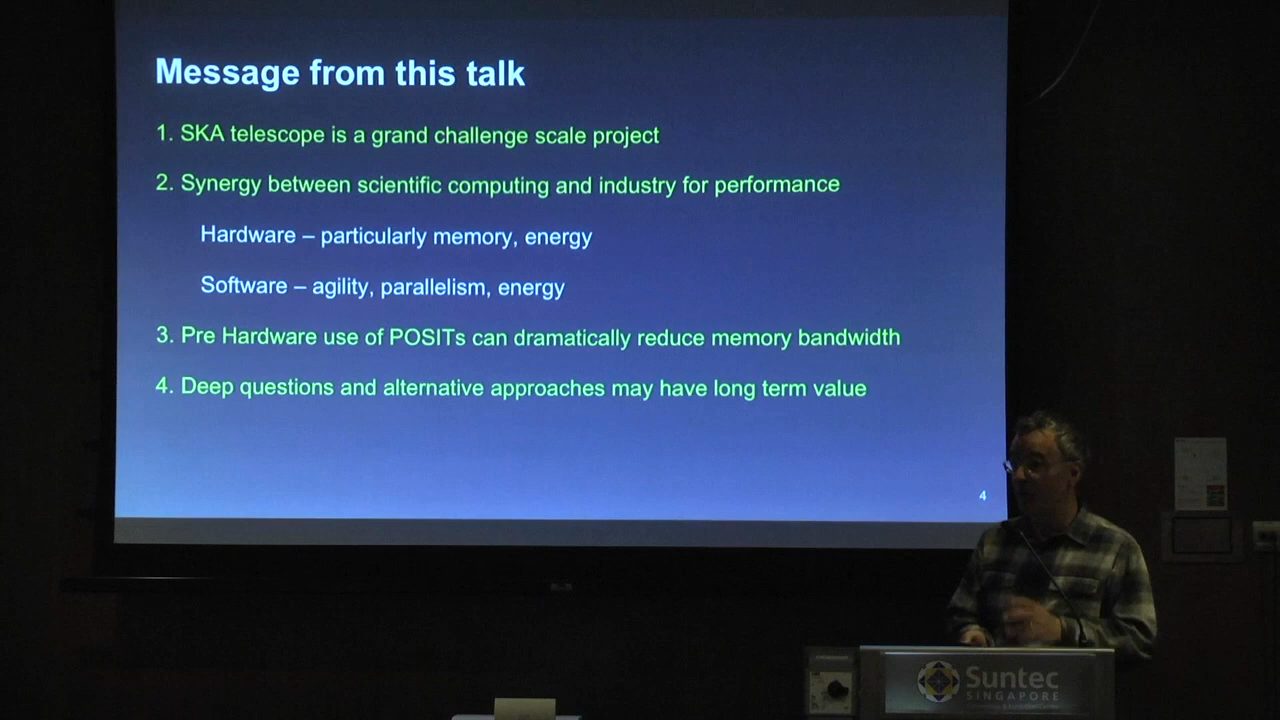 Message from this talk
1. SKA telescope is a grand challenge scale project
2. Synergy between scientific computing and industry for performance
Hardware – particularly memory, energy
Software – agility, parallelism, energy
3. Pre Hardware use of POSITs can dramatically reduce memory bandwidth
4. Deep questions and alternative approaches may have long term value
4
Suntec
SINGAPORE